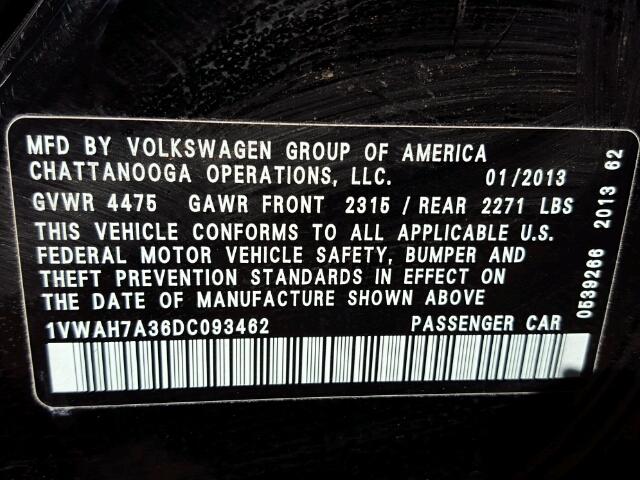 MFD BY VOLKSWAGEN GROUP OF AMERICA
CHATTANOOGA OPERATIONS, LLC. 01/2013
GVWR 4475 GAWR FRONT 2315 / REAR 2271 LBS
THIS VEHICLE CONFORMS TO ALL APPLICABLE U.S.
FEDERAL MOTOR VEHICLE SAFETY, BUMPER AND
THEFT PREVENTION STANDARDS IN EFFECT ON
THE DATE OF MANUFACTURE SHOWN ABOVE
1VWAH7A36DC093462 PASSENGER CAR
0539266 2013 62